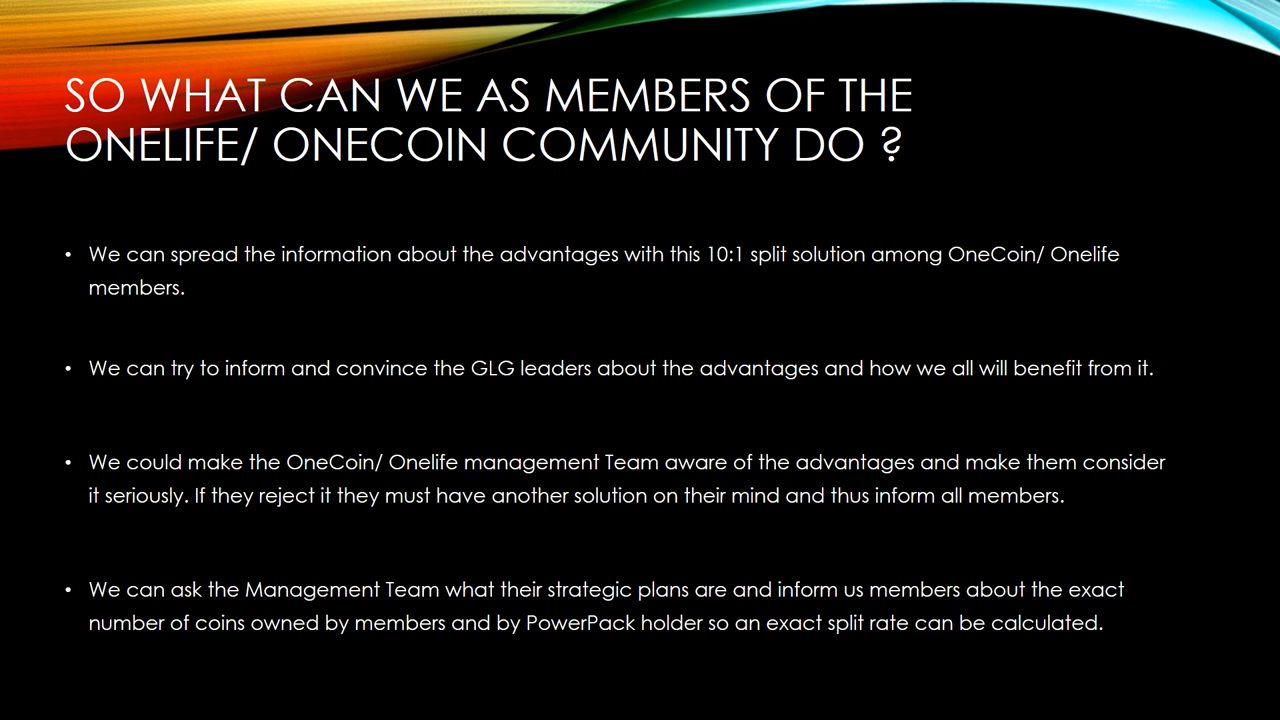 SO WHAT CAN WE AS MEMBERS OF THE
ONELIFE/ ONECOIN COMMUNITY DO ?
• We can spread the information about the advantages with this 10:1 split solution among OneCoin/ Onelife
members.
• We can try to inform and convince the GLG leaders about the advantages and how we all will benefit from it.
• We could make the OneCoin/ Onelife management Team aware of the advantages and make them consider
it seriously. If they reject it they must have another solution on their mind and thus inform all members.
• We can ask the Management Team what their strategic plans are and inform us members about the exact
number of coins owned by members and by PowerPack holder so an exact split rate can be calculated.